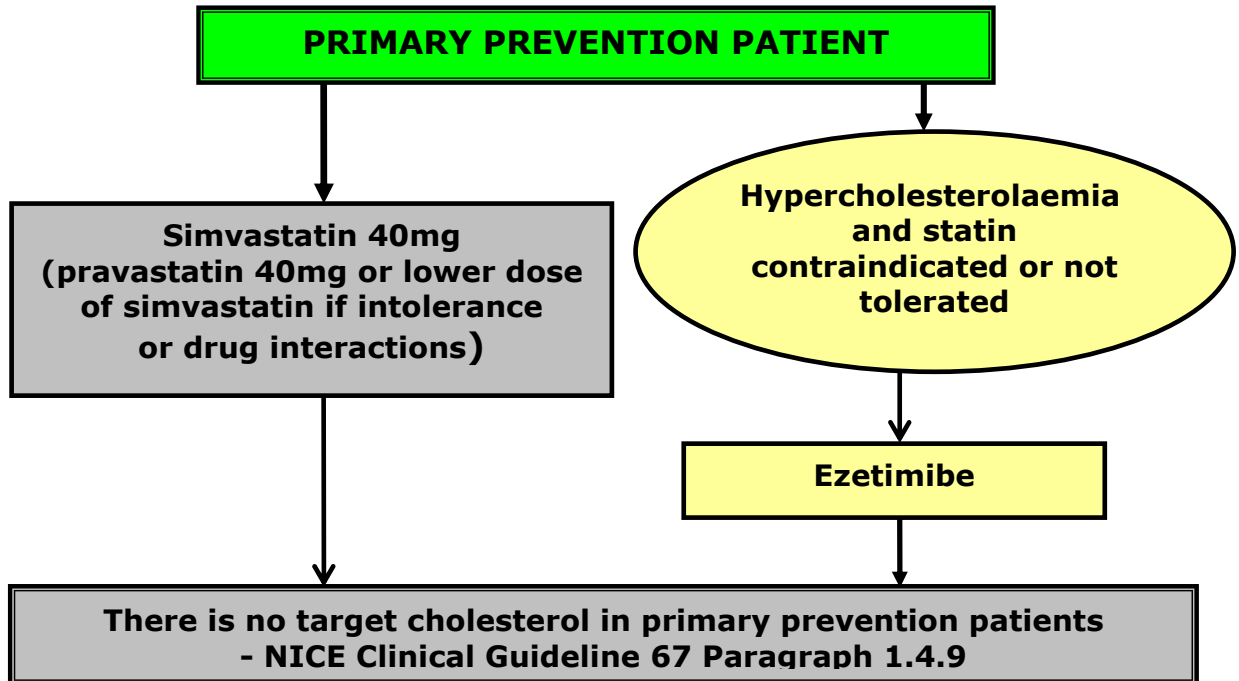 PRIMARY PREVENTION PATIENT
Simvastatin 40mg
(pravastatin 40mg or lower dose
of simvastatin if intolerance
or drug interactions)
Hypercholesterolaemia
and statin
contraindicated or not
tolerated
Ezetimibe
There is no target cholesterol in primary prevention patients
- NICE Clinical Guideline 67 Paragraph 1.4.9